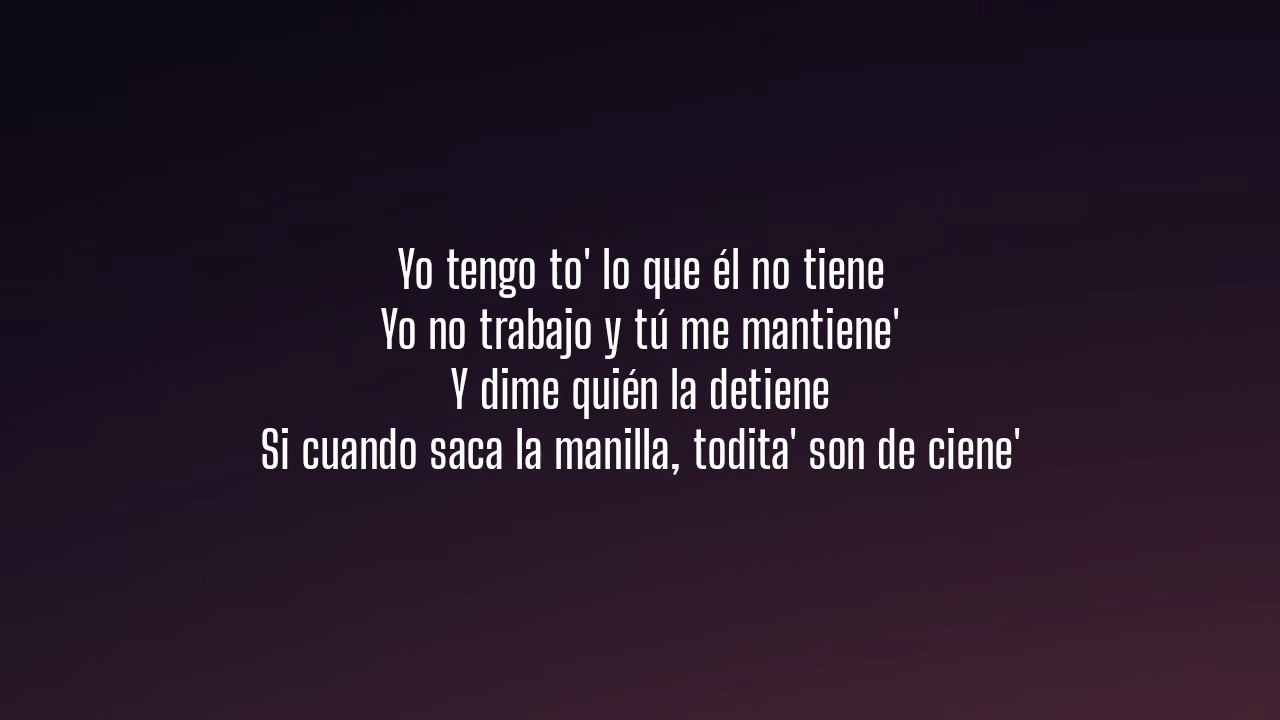 Yo tengo to' lo que él no tiene
Yo no trabajo y tú me mantiene'
Y dime quién la detiene
Si cuando saca la manilla, todita' son de ciene'